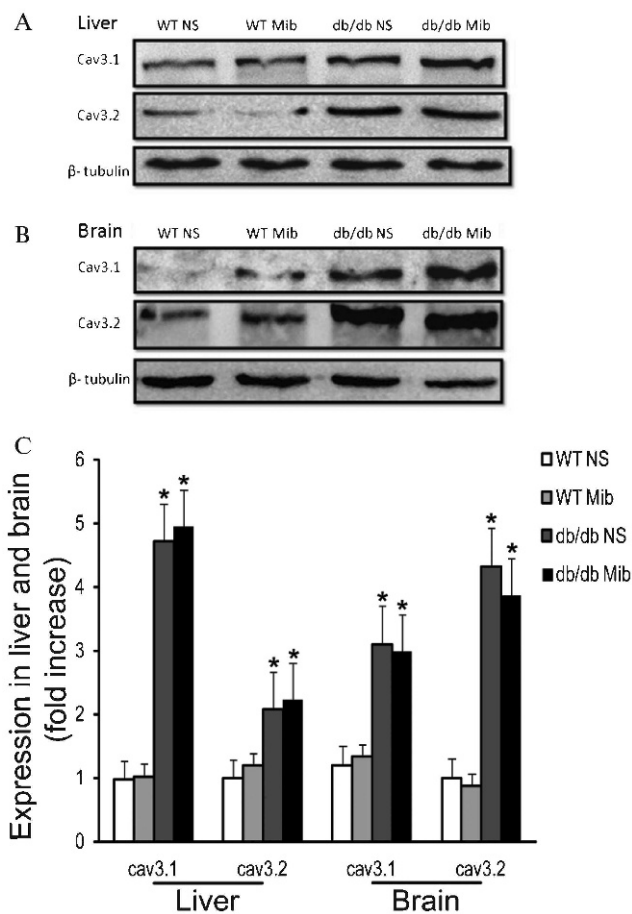 A
Liver
WT NS
WT Mib
db/db NS
db/db Mib
Cav3.1
Cav3.2
β- tubulin
B
Brain
WT NS
WT Mib
db/db NS
db/db Mib
Cav3.1
Cav3.2
β- tubulin
C
Expression in liver and brain
(fold increase)
6
5
4
3
2
1
0
* *
* *
* *
* *
WT NS
WT Mib
db/db NS
db/db Mib
cav3.1
cav3.2
cav3.1
cav3.2
Liver
Brain